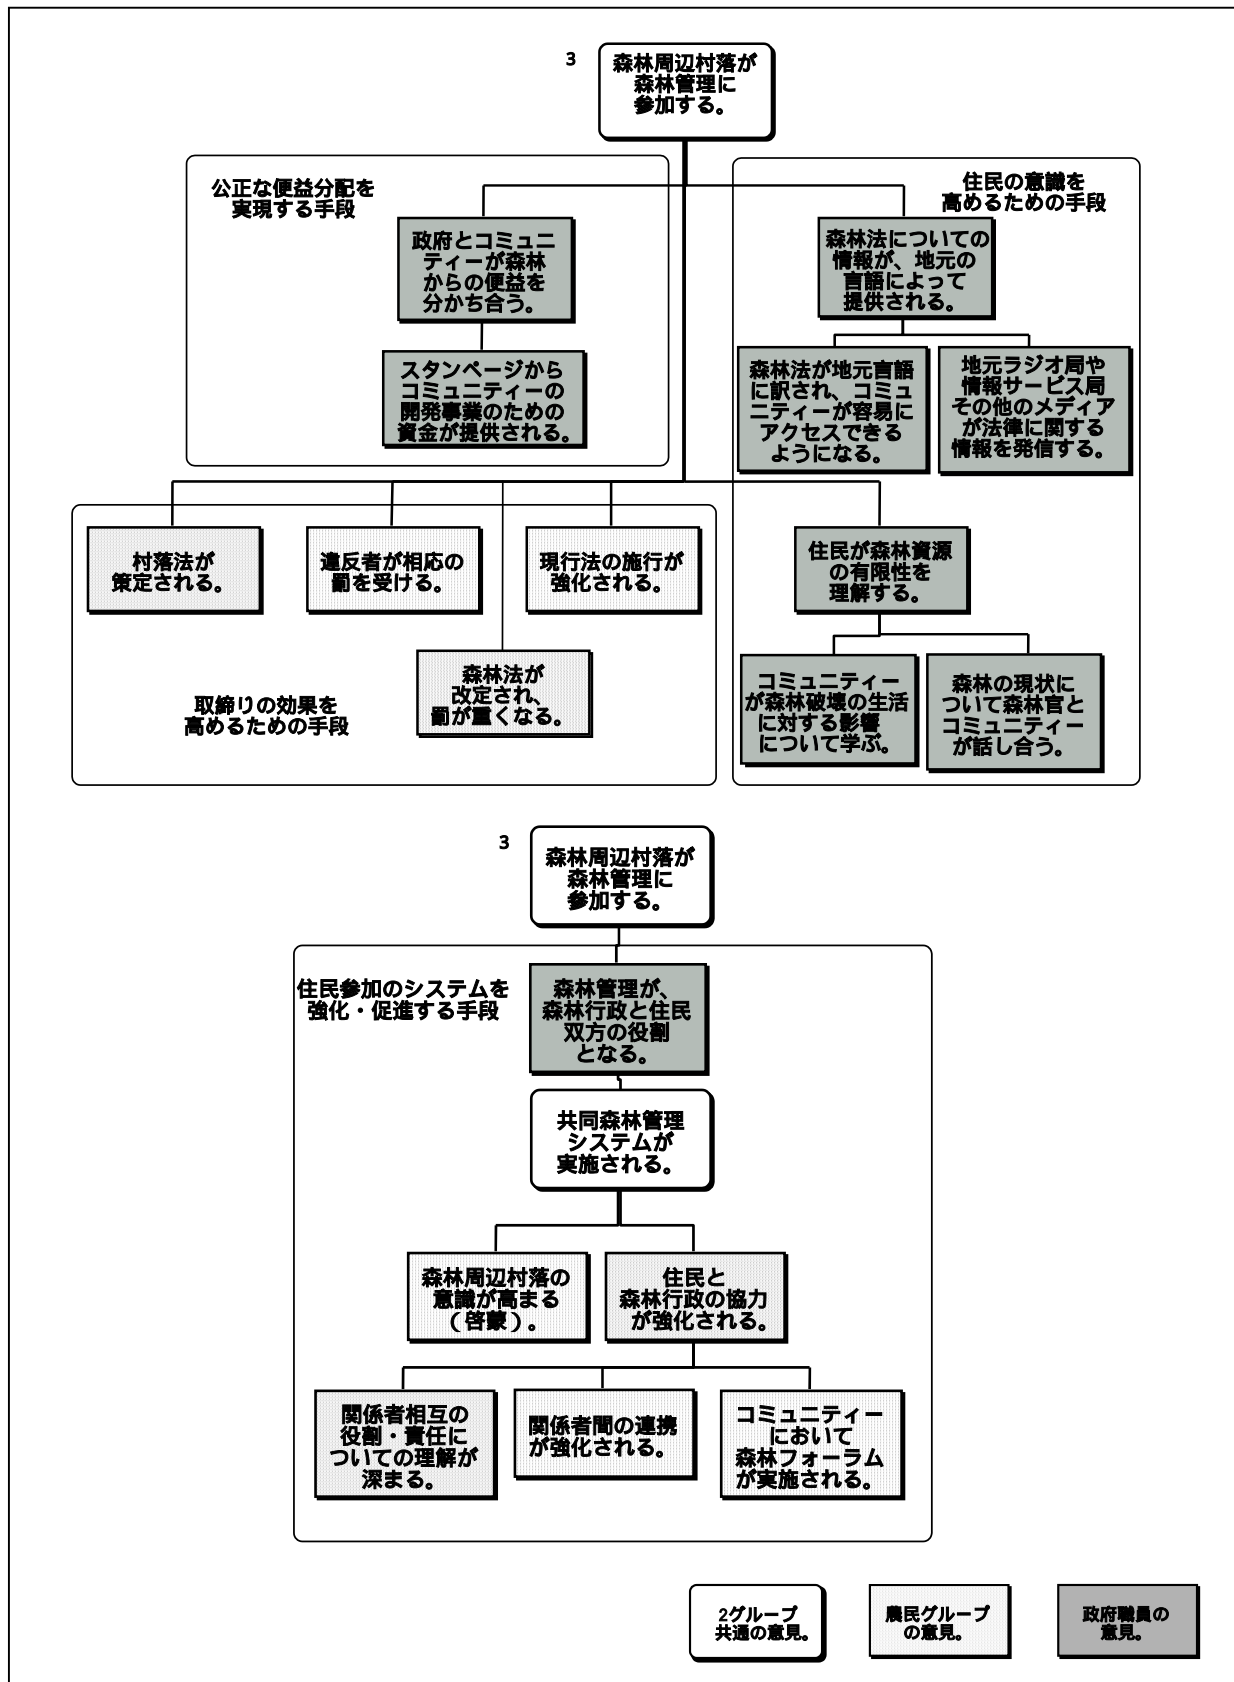 3
森林周辺村落が
森林管理に
参加する。
公正な便益分配を
実現する手段
住民の意識を
高めるための手段
政府とコミュニ
ティーが森林
からの便益を
分かち合う。
森林法についての
情報が、地元の
言語によって
提供される。
スタンページから
コミュニティーの
開発事業のための
資金が提供される。
森林法が地元言語
に訳され、コミュ
ニティーが容易に
アクセスできる
ようになる。
地元ラジオ局や
情報サービス局
その他のメディア
が法律に関する
情報を発信する。
村落法が
策定される。
違反者が相応の
罰を受ける。
現行法の施行が
強化される。
住民が森林資源
の有限性を
理解する。
森林法が
改定され、
罰が重くなる。
取締りの効果を
高めるための手段
コミュニティー
が森林破壊の生活
に対する影響
について学ぶ。
森林の現状に
ついて森林官と
コミュニティー
が話し合う。
3
森林周辺村落が
森林管理に
参加する。
住民参加のシステムを
強化・促進する手段
森林管理が、
森林行政と住民
双方の役割
となる。
共同森林管理
システムが
実施される。
森林周辺村落の
意識が高まる
(啓蒙)。
住民と
森林行政の協力
が強化される。
関係者相互の
役割・責任に
ついての理解が
深まる。
関係者間の連携
が強化される。
コミュニティー
において
森林フォーラム
が実施される。
2グループ
共通の意見。
農民グループ
の意見。
政府職員の
意見。